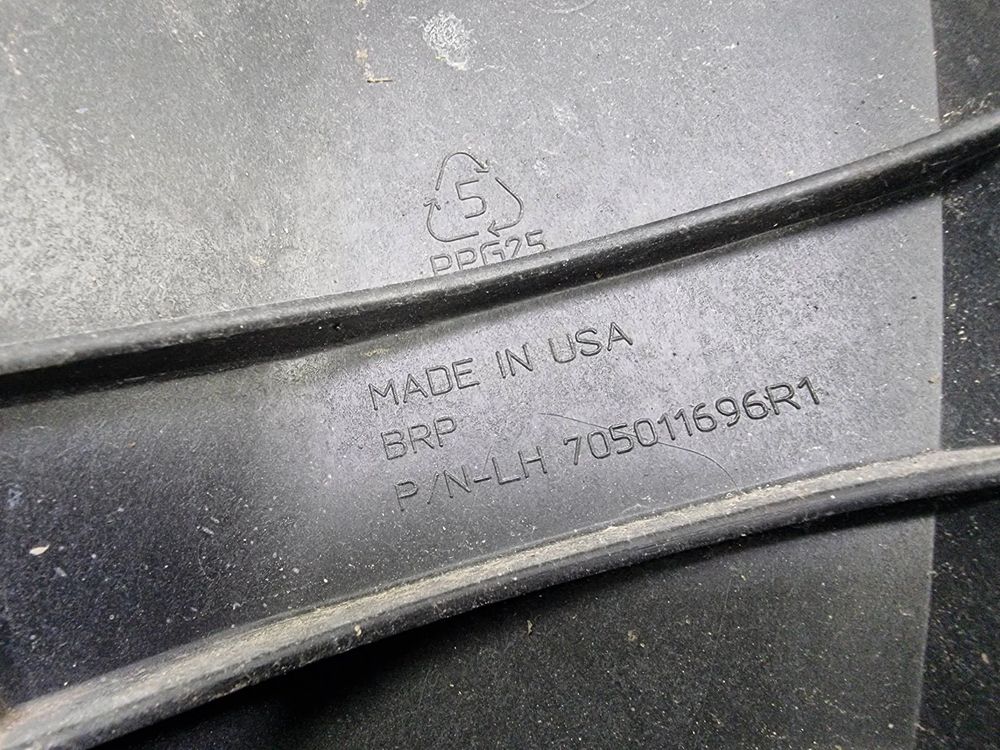 5
PPG25
MADE IN USA
BRP
P/N-LH 705011696R1